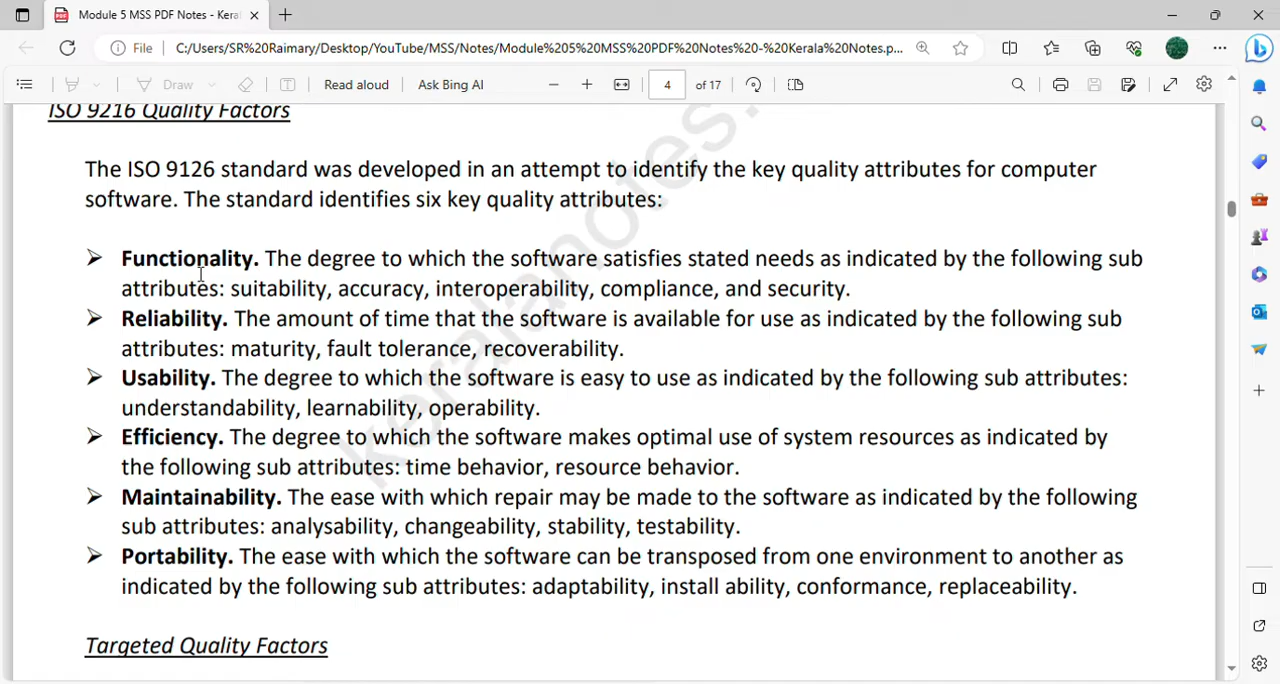 Module 5 MSS PDF Notes - Keral
File C:/Users/SR%20Raimary/Desktop/YouTube/MSS/Notes/Module%205%20MSS%20PDF%20Notes%20-%20Kerala%20Notes.p...
Draw Read aloud Ask Bing AI 4 of 17
ISO 9216 Quality Factors
The ISO 9126 standard was developed in an attempt to identify the key quality attributes for computer
software. The standard identifies six key quality attributes:
➢ Functionality. The degree to which the software satisfies stated needs as indicated by the following sub
attributes: suitability, accuracy, interoperability, compliance, and security.
➢ Reliability. The amount of time that the software is available for use as indicated by the following sub
attributes: maturity, fault tolerance, recoverability.
➢ Usability. The degree to which the software is easy to use as indicated by the following sub attributes:
understandability, learnability, operability.
➢ Efficiency. The degree to which the software makes optimal use of system resources as indicated by
the following sub attributes: time behavior, resource behavior.
➢ Maintainability. The ease with which repair may be made to the software as indicated by the following
sub attributes: analysability, changeability, stability, testability.
➢ Portability. The ease with which the software can be transposed from one environment to another as
indicated by the following sub attributes: adaptability, install ability, conformance, replaceability.
Targeted Quality Factors
keralanotes.